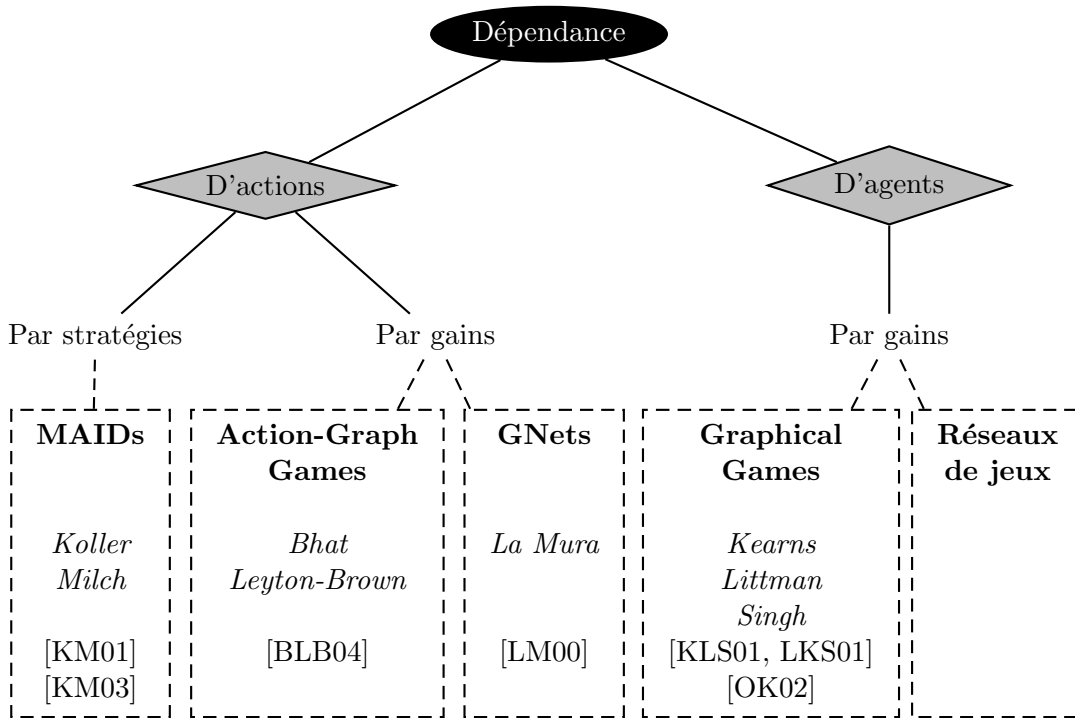 Dépendance
D'actions
D'agents
Par stratégies
Par gains
Par gains
MAIDs
Koller
Milch
[KM01]
[KM03]
Action-Graph
Games
Bhat
Leyton-Brown
[BLB04]
GNets
La Mura
[LM00]
Graphical
Games
Kearns
Littman
Singh
[KLS01, LKS01]
[OK02]
Réseaux
de jeux